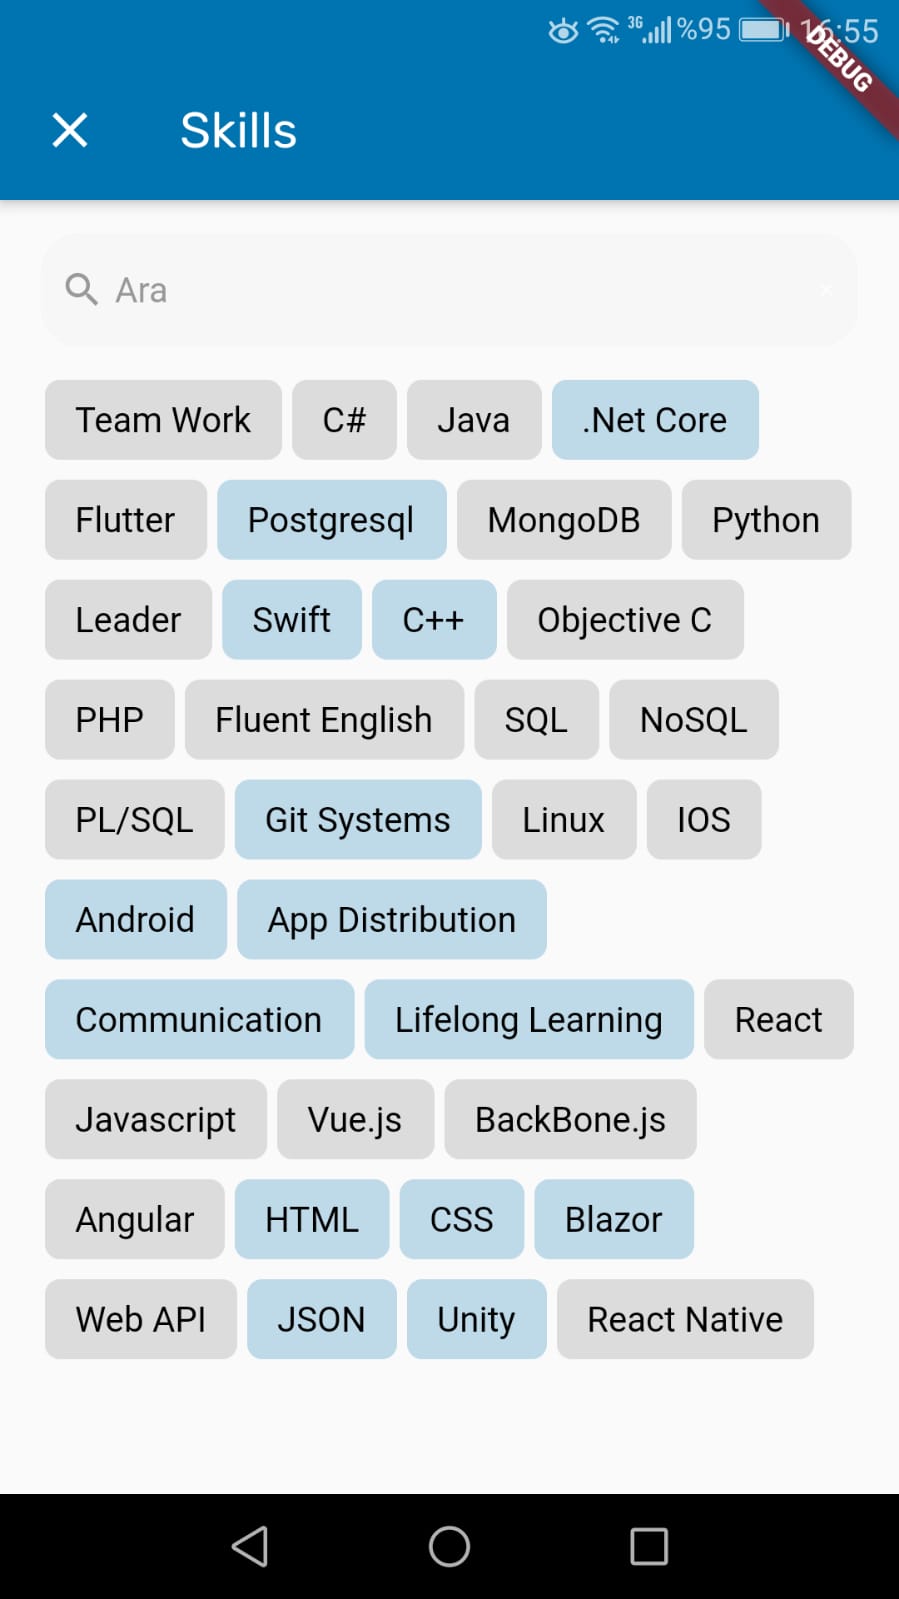 3G %95 16:55
DEBUG
Skills
Ara
Team Work C# Java .Net Core
Flutter Postgresql MongoDB Python
Leader Swift C++ Objective C
PHP Fluent English SQL NoSQL
PL/SQL Git Systems Linux IOS
Android App Distribution
Communication Lifelong Learning React
Javascript Vue.js BackBone.js
Angular HTML CSS Blazor
Web API JSON Unity React Native